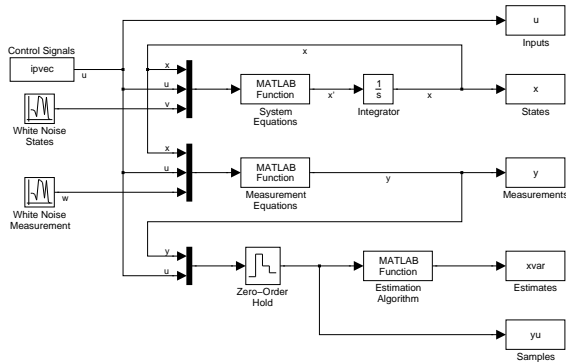 u
Inputs
Control Signals
ipvec
u
x
x
u
v
MATLAB
Function
System
Equations
x'
1
s
Integrator
x
x
States
White Noise
States
x
u
w
MATLAB
Function
Measurement
Equations
y
y
Measurements
White Noise
Measurement
y
u
Zero−Order
Hold
MATLAB
Function
Estimation
Algorithm
xvar
Estimates
yu
Samples